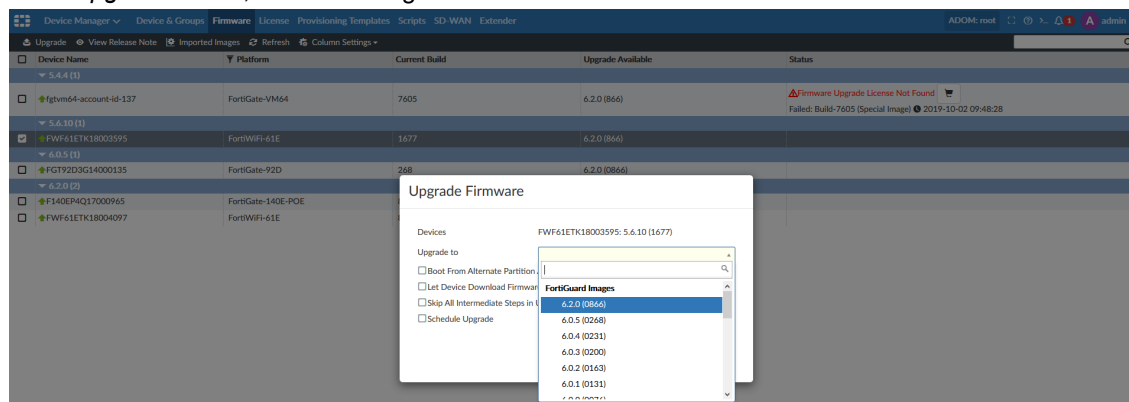 Device Manager Device & Groups Firmware License Provisioning Templates Scripts SD-WAN Extender ADOM: root 1 A admin
Upgrade View Release Note Imported Images Refresh Column Settings
Device Name Platform Current Build Upgrade Available Status
5.4.4 (1)
fgtvm64-account-id-137 FortiGate-VM64 7605 6.2.0 (866) Firmware Upgrade License Not Found
Failed: Build-7605 (Special Image) 2019-10-02 09:48:28
5.6.10 (1)
FWF61ETK18003595 FortiWiFi-61E 1677 6.2.0 (866)
6.0.5 (1)
FGT92D3G14000135 FortiGate-92D 268 6.2.0 (0866)
6.2.0 (2)
F140EP4Q17000965 FortiGate-140E-POE
FWF61ETK18004097 FortiWiFi-61E
Upgrade Firmware
Devices FWF61ETK18003595: 5.6.10 (1677)
Upgrade to
Boot From Alternate Partition
Let Device Download Firmwar
Skip All Intermediate Steps in
Schedule Upgrade
FortiGuard Images
6.2.0 (0866)
6.0.5 (0268)
6.0.4 (0231)
6.0.3 (0200)
6.0.2 (0163)
6.0.1 (0131)